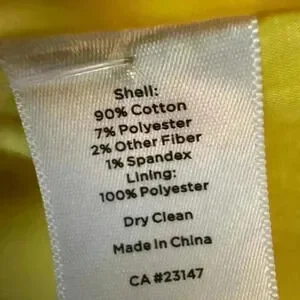 Shell:
90% Cotton
7% Polyester
2% Other Fiber
1% Spandex
Lining:
100% Polyester
Dry Clean
Made in China
CA #23147